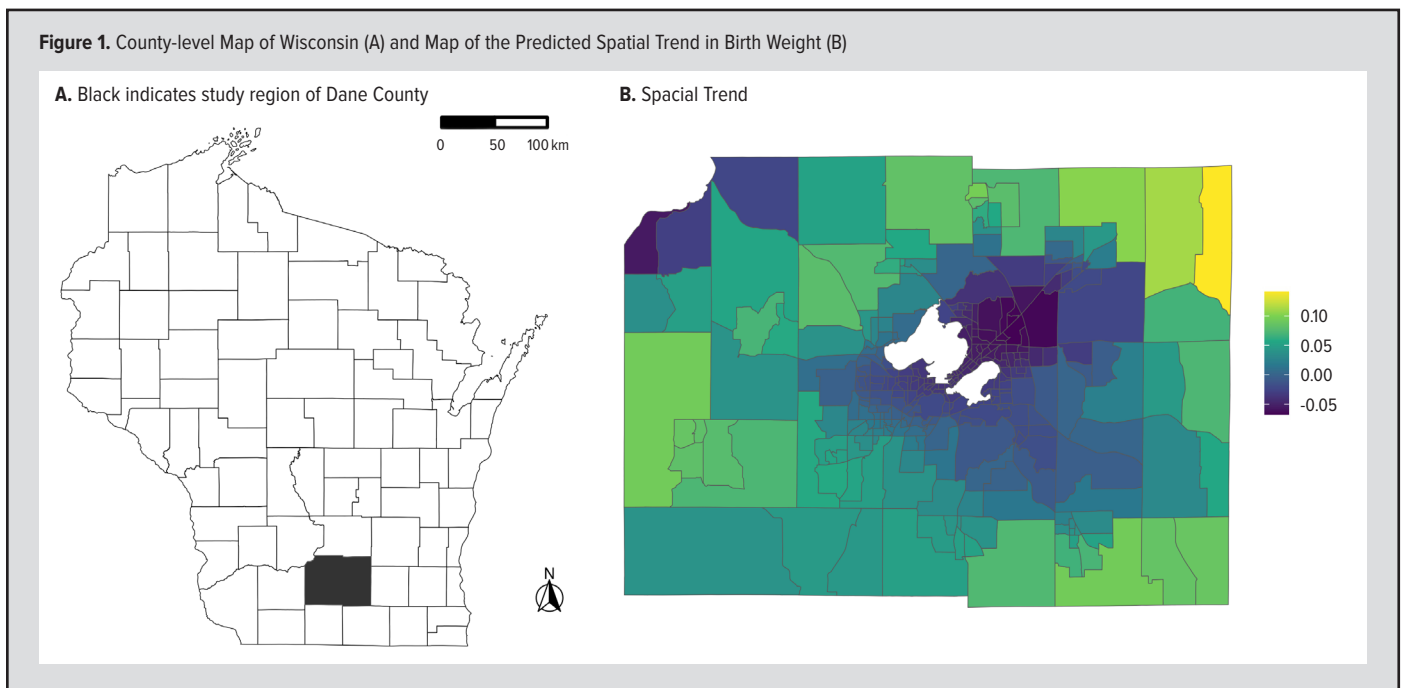 Figure 1. County-level Map of Wisconsin (A) and Map of the Predicted Spatial Trend in Birth Weight (B)
A. Black indicates study region of Dane County
B. Spacial Trend
0 50 100 km
N
0.10
0.05
0.00
-0.05